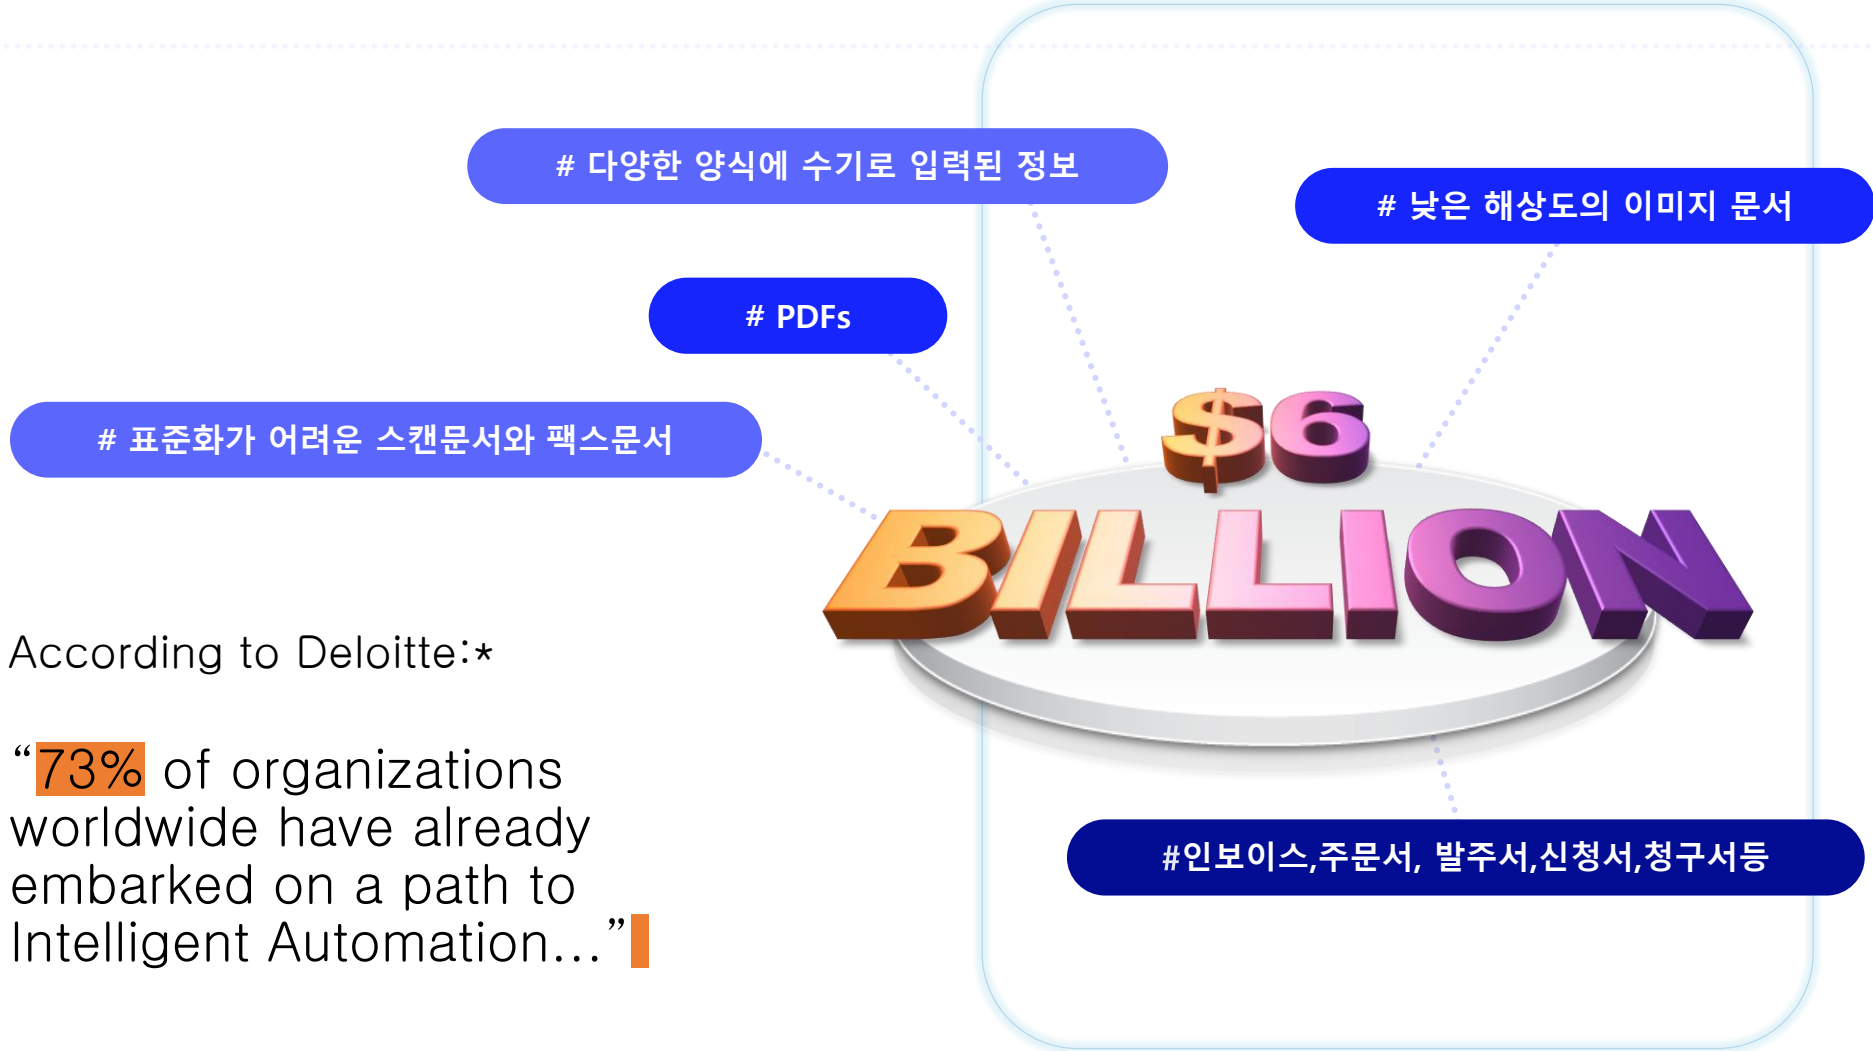 # 다양한 양식에 수기로 입력된 정보
# 낮은 해상도의 이미지 문서
# PDFs
# 표준화가 어려운 스캔문서와 팩스문서
$6
BILLION
According to Deloitte:*
“73% of organizations
worldwide have already
embarked on a path to
Intelligent Automation...”
#인보이스,주문서, 발주서,신청서,청구서등